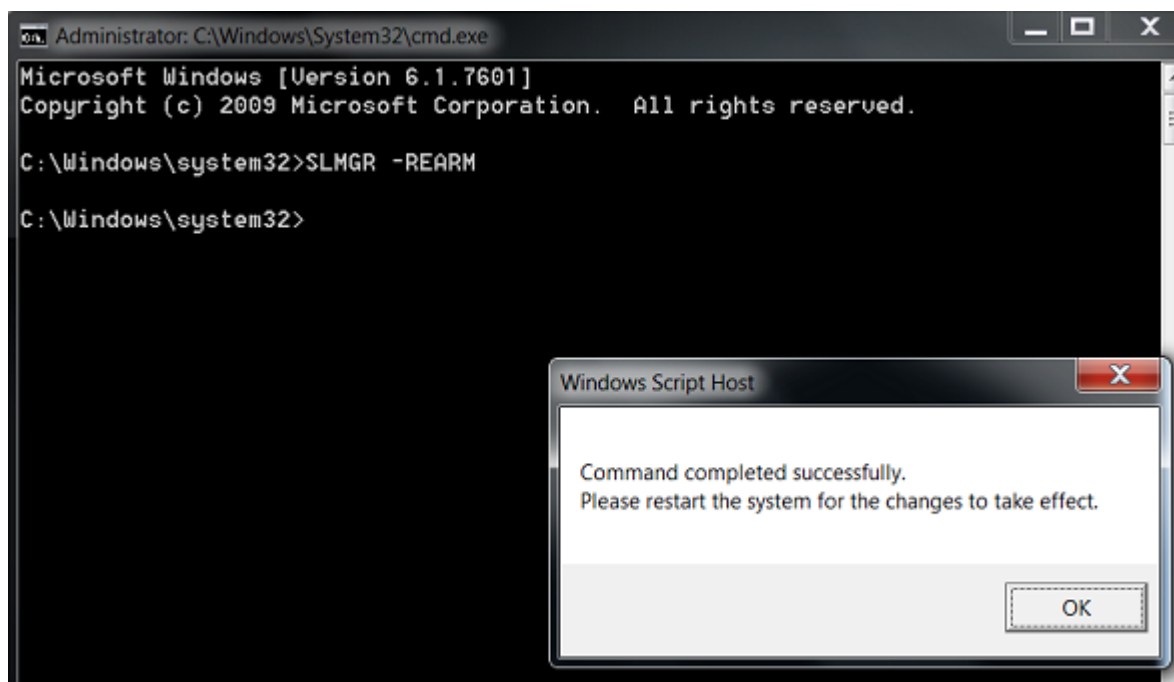 Administrator: C:\Windows\System32\cmd.exe
Microsoft Windows [Version 6.1.7601]
Copyright (c) 2009 Microsoft Corporation.  All rights reserved.
C:\Windows\system32>SLMGR -REARM
C:\Windows\system32>
Windows Script Host
Command completed successfully.
Please restart the system for the changes to take effect.
OK